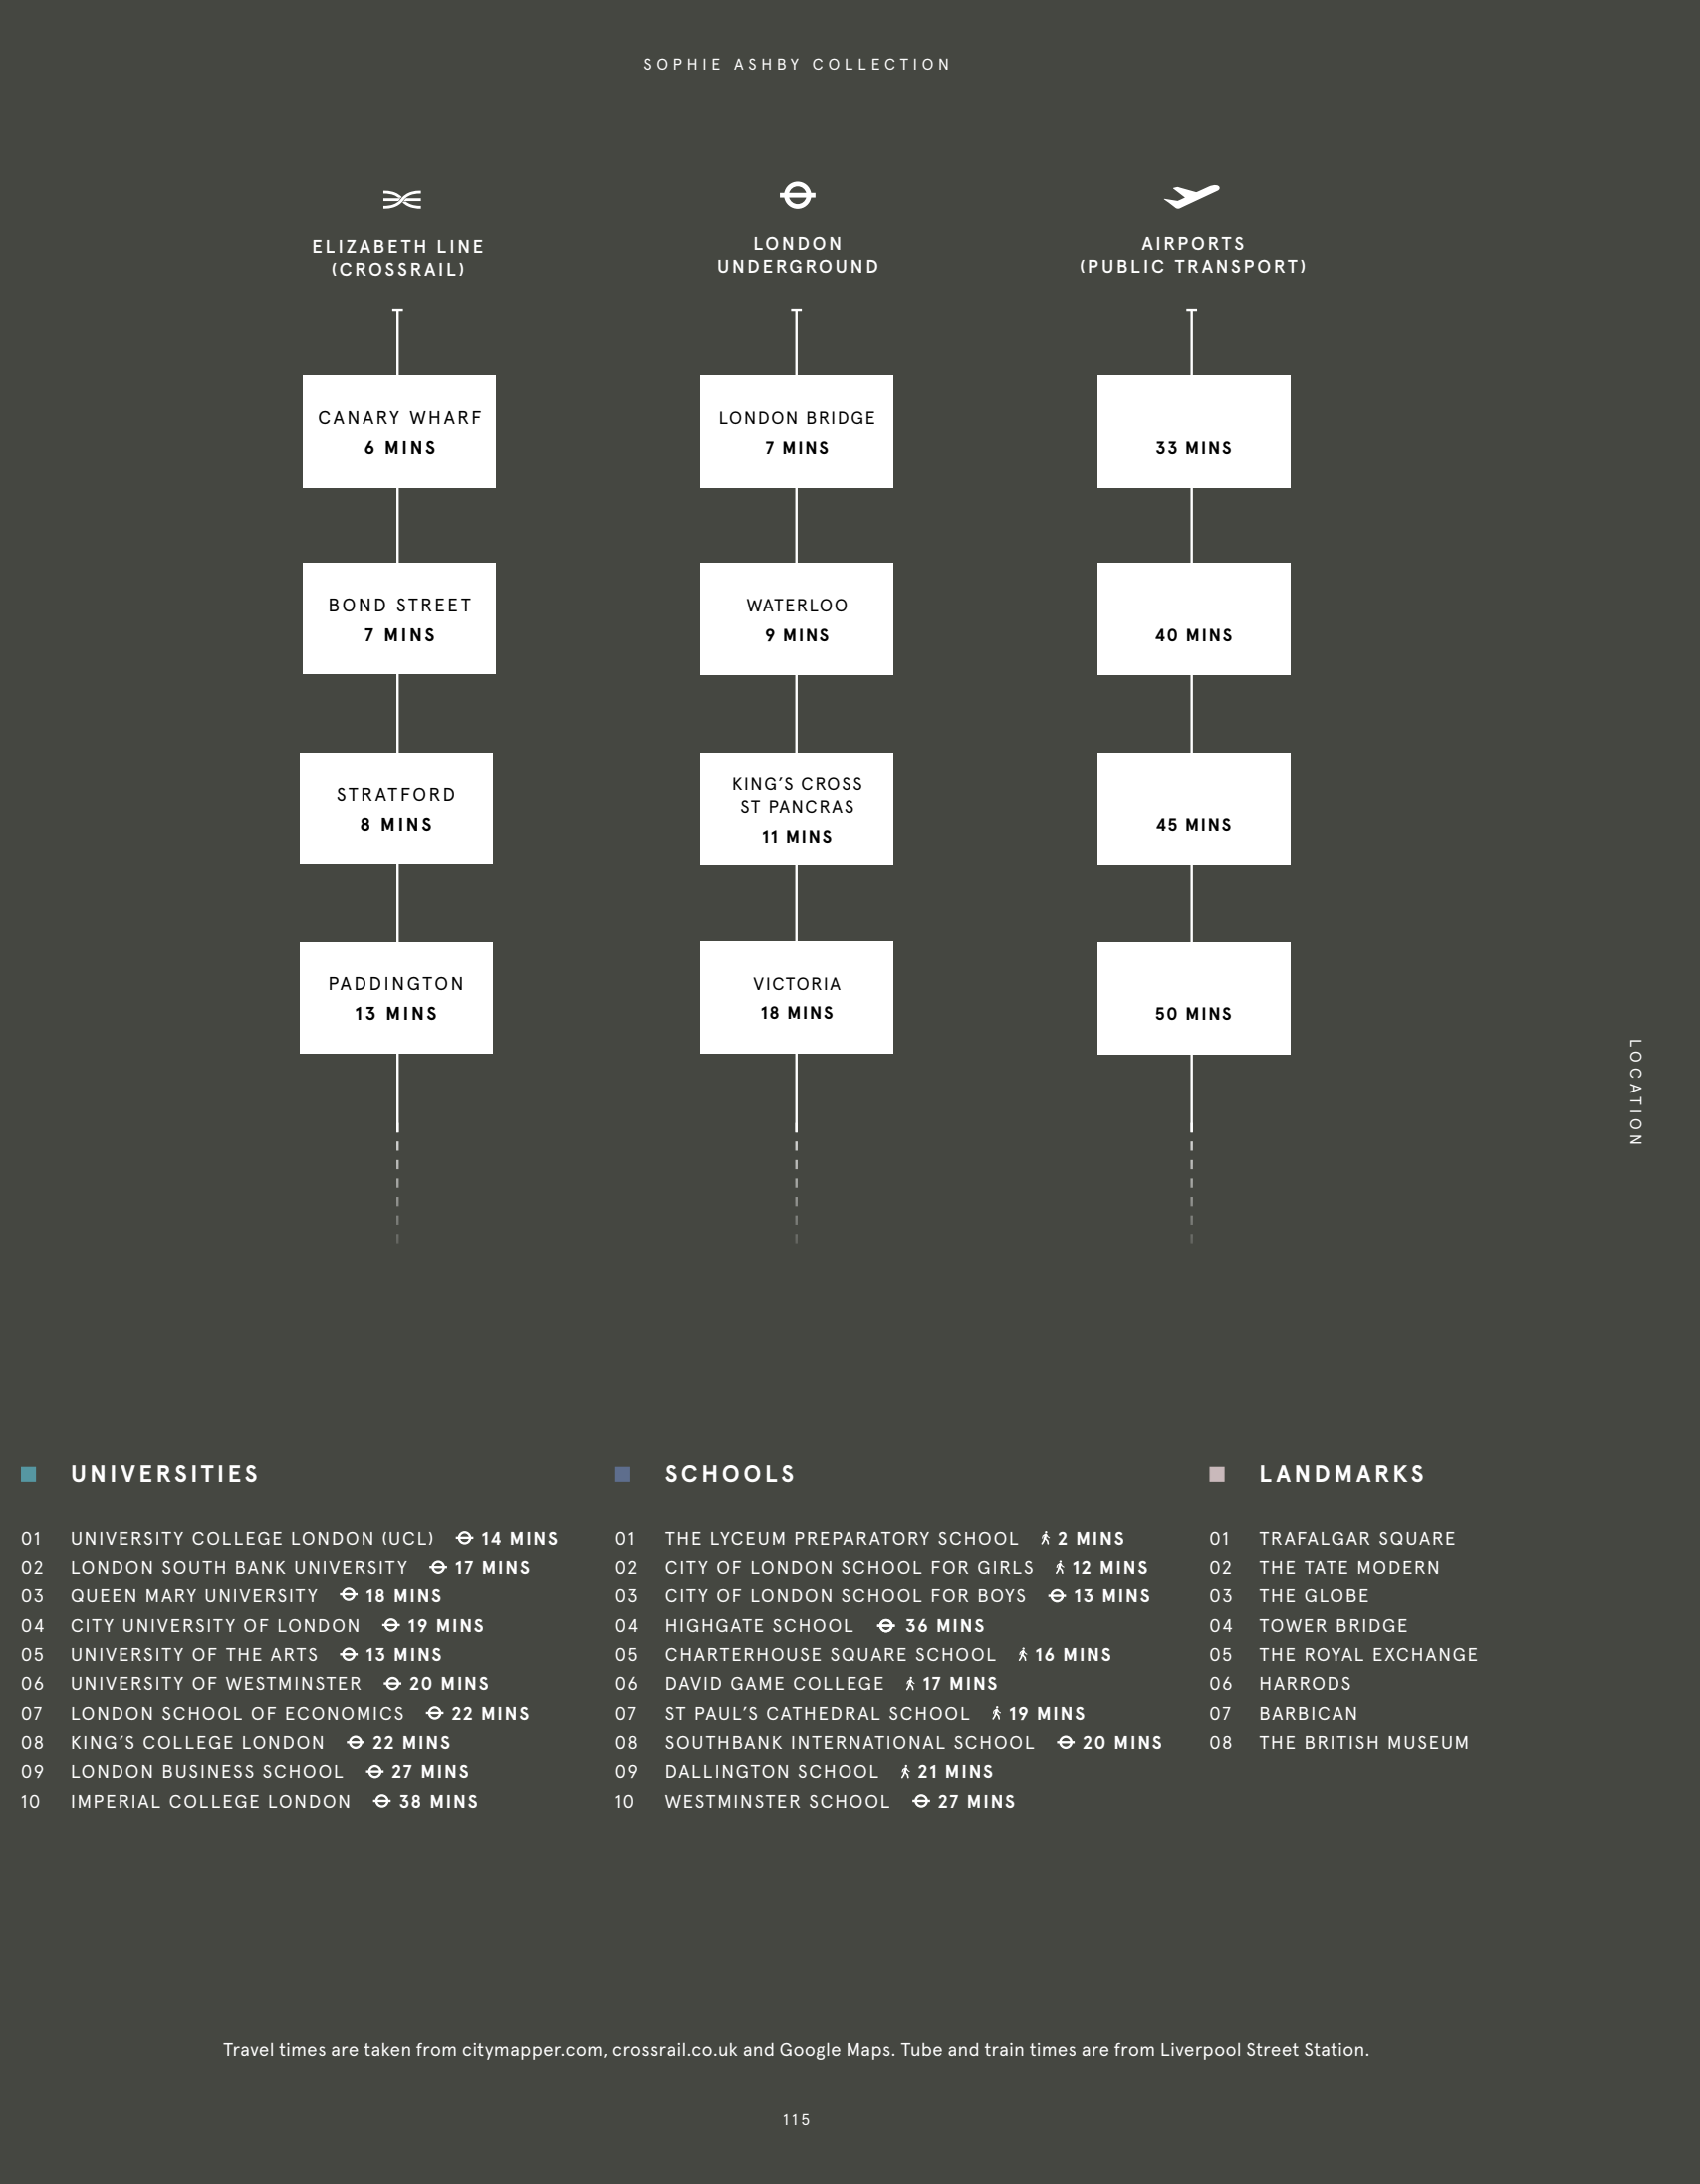 SOPHIE ASHBY COLLECTION
ELIZABETH LINE
(CROSSRAIL)
CANARY WHARF
6 MINS
BOND STREET
7 MINS
STRATFORD
8 MINS
PADDINGTON
13 MINS
LONDON
UNDERGROUND
LONDON BRIDGE
7 MINS
WATERLOO
9 MINS
KING’S CROSS
ST PANCRAS
11 MINS
VICTORIA
18 MINS
AIRPORTS
(PUBLIC TRANSPORT)
33 MINS
40 MINS
45 MINS
50 MINS
LOCATION
UNIVERSITIES
01 UNIVERSITY COLLEGE LONDON (UCL) 14 MINS
02 LONDON SOUTH BANK UNIVERSITY 17 MINS
03 QUEEN MARY UNIVERSITY 18 MINS
04 CITY UNIVERSITY OF LONDON 19 MINS
05 UNIVERSITY OF THE ARTS 13 MINS
06 UNIVERSITY OF WESTMINSTER 20 MINS
07 LONDON SCHOOL OF ECONOMICS 22 MINS
08 KING’S COLLEGE LONDON 22 MINS
09 LONDON BUSINESS SCHOOL 27 MINS
10 IMPERIAL COLLEGE LONDON 38 MINS
SCHOOLS
01 THE LYCEUM PREPARATORY SCHOOL 2 MINS
02 CITY OF LONDON SCHOOL FOR GIRLS 12 MINS
03 CITY OF LONDON SCHOOL FOR BOYS 13 MINS
04 HIGHGATE SCHOOL 36 MINS
05 CHARTERHOUSE SQUARE SCHOOL 16 MINS
06 DAVID GAME COLLEGE 17 MINS
07 ST PAUL’S CATHEDRAL SCHOOL 19 MINS
08 SOUTHBANK INTERNATIONAL SCHOOL 20 MINS
09 DALLINGTON SCHOOL 21 MINS
10 WESTMINSTER SCHOOL 27 MINS
LANDMARKS
01 TRAFALGAR SQUARE
02 THE TATE MODERN
03 THE GLOBE
04 TOWER BRIDGE
05 THE ROYAL EXCHANGE
06 HARRODS
07 BARBICAN
08 THE BRITISH MUSEUM
Travel times are taken from citymapper.com, crossrail.co.uk and Google Maps. Tube and train times are from Liverpool Street Station.
115